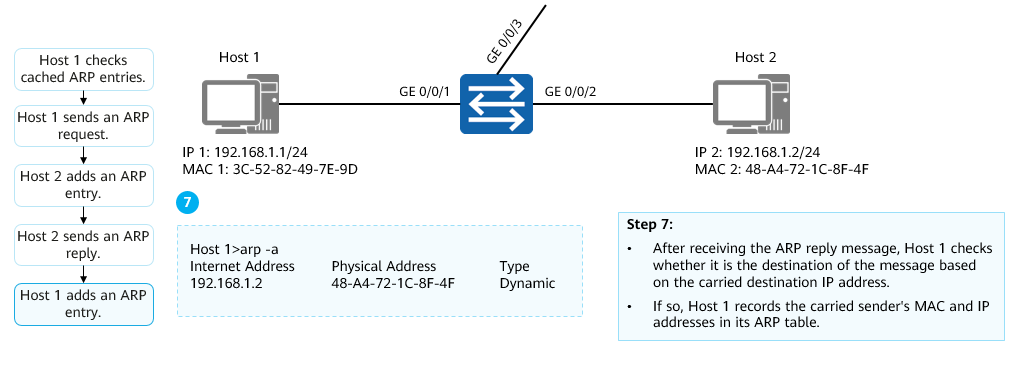 Host 1 checks
cached ARP entries.
Host 1 sends an ARP
request.
Host 2 adds an ARP
entry.
Host 2 sends an ARP
reply.
Host 1 adds an ARP
entry.
GE 0/0/3
Host 1
Host 2
GE 0/0/1
GE 0/0/2
IP 1: 192.168.1.1/24
MAC 1: 3C-52-82-49-7E-9D
IP 2: 192.168.1.2/24
MAC 2: 48-A4-72-1C-8F-4F
7
Host 1>arp -a
Internet Address Physical Address Type
192.168.1.2 48-A4-72-1C-8F-4F Dynamic
Step 7:
• After receiving the ARP reply message, Host 1 checks
whether it is the destination of the message based
on the carried destination IP address.
• If so, Host 1 records the carried sender's MAC and IP
addresses in its ARP table.